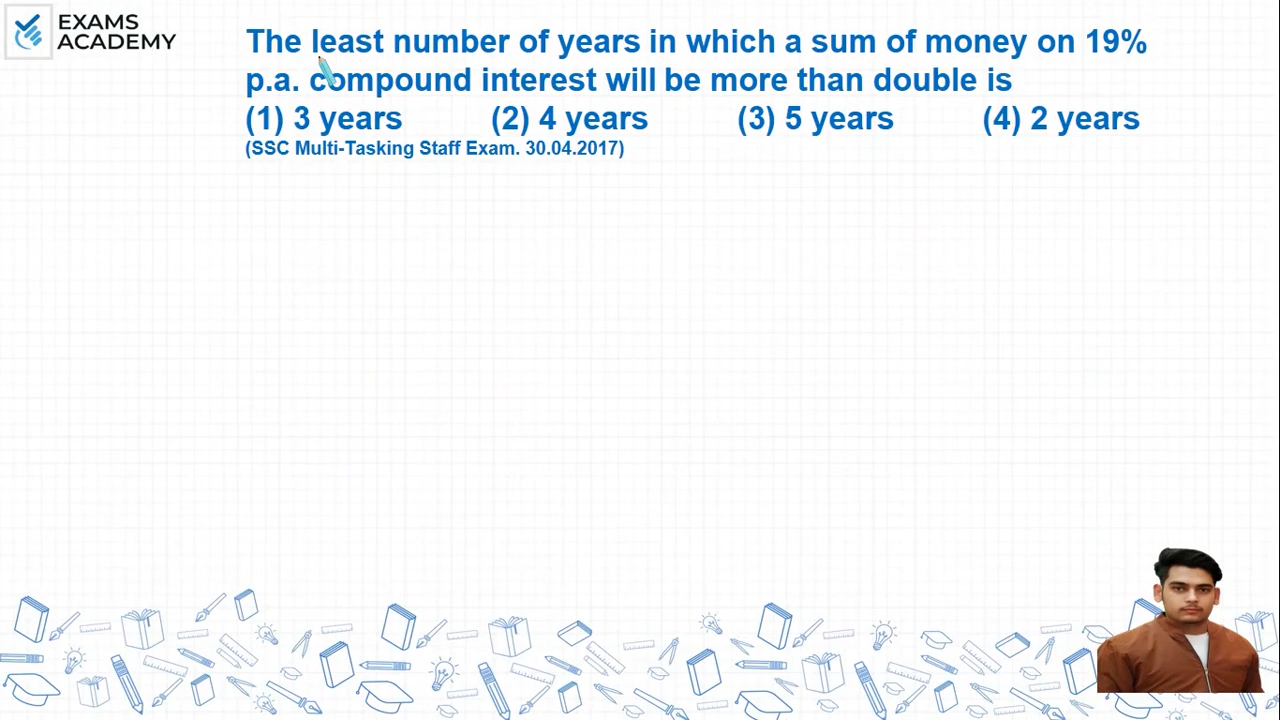 EXAMS
ACADEMY
The least number of years in which a sum of money on 19%
p.a. compound interest will be more than double is
(1) 3 years (2) 4 years (3) 5 years (4) 2 years
(SSC Multi-Tasking Staff Exam. 30.04.2017)